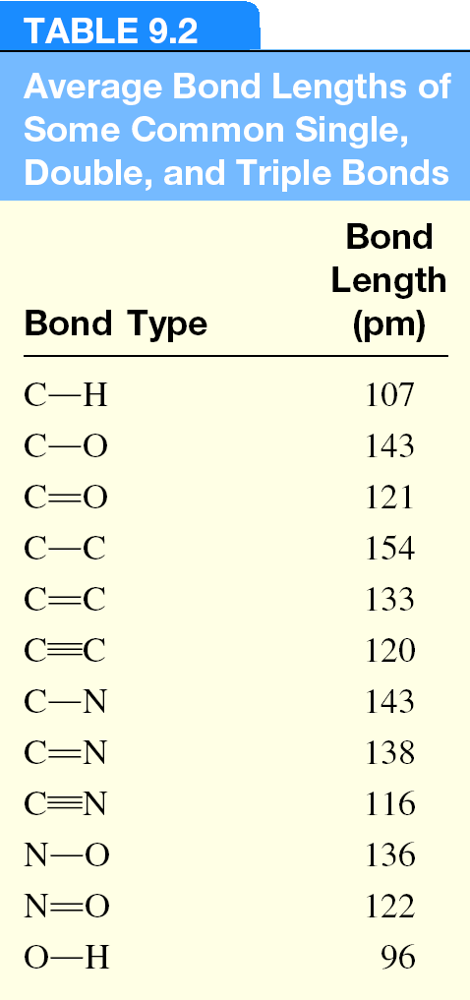 TABLE 9.2
Average Bond Lengths of
Some Common Single,
Double, and Triple Bonds
Bond
Length
Bond Type (pm)
C—H 107
C—O 143
C=O 121
C—C 154
C=C 133
C≡C 120
C—N 143
C=N 138
C≡N 116
N—O 136
N=O 122
O—H 96